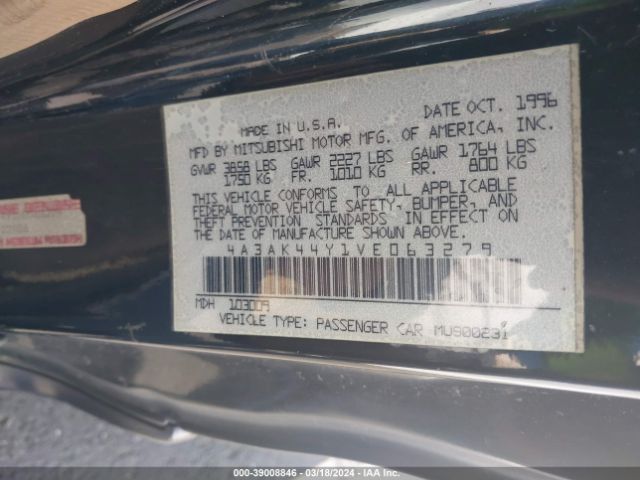 MADE IN U.S.A. DATE OCT. 1996
MFD BY MITSUBISHI MOTOR MFG. OF AMERICA, INC.
GVWR 3858 LBS GAWR 2227 LBS GAWR 1764 LBS
1750 KG FR. 1010 KG RR. 800 KG
THIS VEHICLE CONFORMS TO ALL APPLICABLE
FEDERAL MOTOR VEHICLE SAFETY, BUMPER, AND
THEFT PREVENTION STANDARDS IN EFFECT ON
THE DATE OF MANUFACTURE SHOWN ABOVE.
4A3AK44Y1VE063279
MDH 103009
VEHICLE TYPE: PASSENGER CAR MU900231
000-39008846 / 03/18/2024 / IAA Inc.